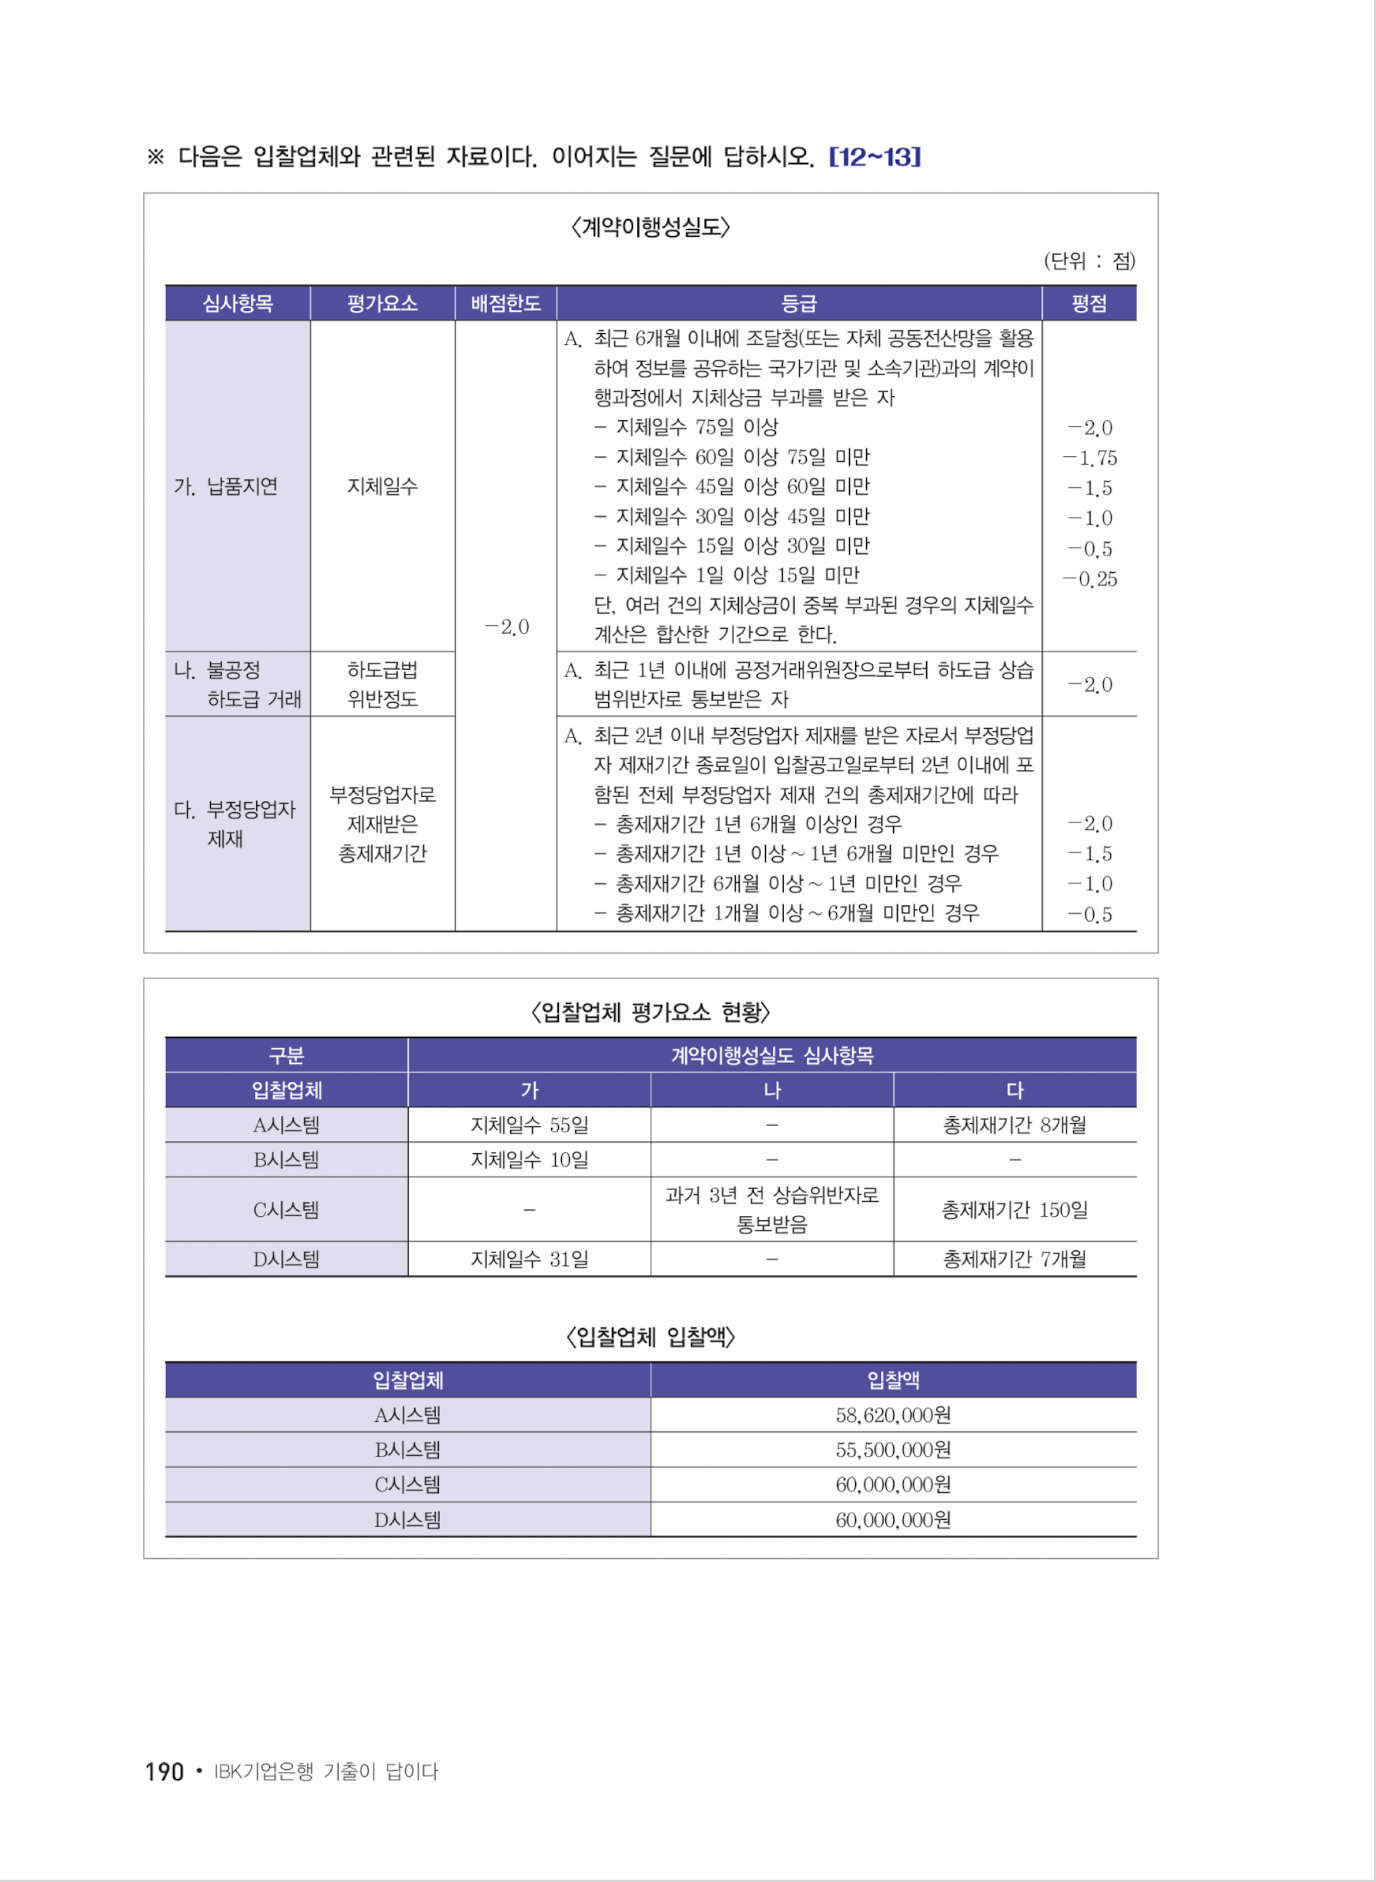 ※ 다음은 입찰업체와 관련된 자료이다. 이어지는 질문에 답하시오. [12~13]
〈계약이행성실도〉
(단위 : 점)
심사항목 평가요소 배점한도 등급 평점
가. 납품지연
지체일수
-2.0
A. 최근 6개월 이내에 조달청(또는 자체 공동전산망을 활용
하여 정보를 공유하는 국가기관 및 소속기관)과의 계약이
행과정에서 지체상금 부과를 받은 자
- 지체일수 75일 이상 -2.0
- 지체일수 60일 이상 75일 미만 -1.75
- 지체일수 45일 이상 60일 미만 -1.5
- 지체일수 30일 이상 45일 미만 -1.0
- 지체일수 15일 이상 30일 미만 -0.5
- 지체일수 1일 이상 15일 미만 -0.25
단, 여러 건의 지체상금이 중복 부과된 경우의 지체일수
계산은 합산한 기간으로 한다.
나. 불공정
하도급 거래
하도급법
위반정도
A. 최근 1년 이내에 공정거래위원장으로부터 하도급 상습
범위반자로 통보받은 자
-2.0
다. 부정당업자
제재
부정당업자로
제재받은
총제재기간
A. 최근 2년 이내 부정당업자 제재를 받은 자로서 부정당업
자 제재기간 종료일이 입찰공고일로부터 2년 이내에 포
함된 전체 부정당업자 제재 건의 총제재기간에 따라
- 총제재기간 1년 6개월 이상인 경우 -2.0
- 총제재기간 1년 이상~1년 6개월 미만인 경우 -1.5
- 총제재기간 6개월 이상~1년 미만인 경우 -1.0
- 총제재기간 1개월 이상~6개월 미만인 경우 -0.5
〈입찰업체 평가요소 현황〉
구분 계약이행성실도 심사항목
입찰업체 가 나 다
A시스템 지체일수 55일 - 총제재기간 8개월
B시스템 지체일수 10일 - -
C시스템 - 과거 3년 전 상습위반자로
통보받음 총제재기간 150일
D시스템 지체일수 31일 - 총제재기간 7개월
〈입찰업체 입찰액〉
입찰업체 입찰액
A시스템 58,620,000원
B시스템 55,500,000원
C시스템 60,000,000원
D시스템 60,000,000원
190 • IBK기업은행 기출이 답이다